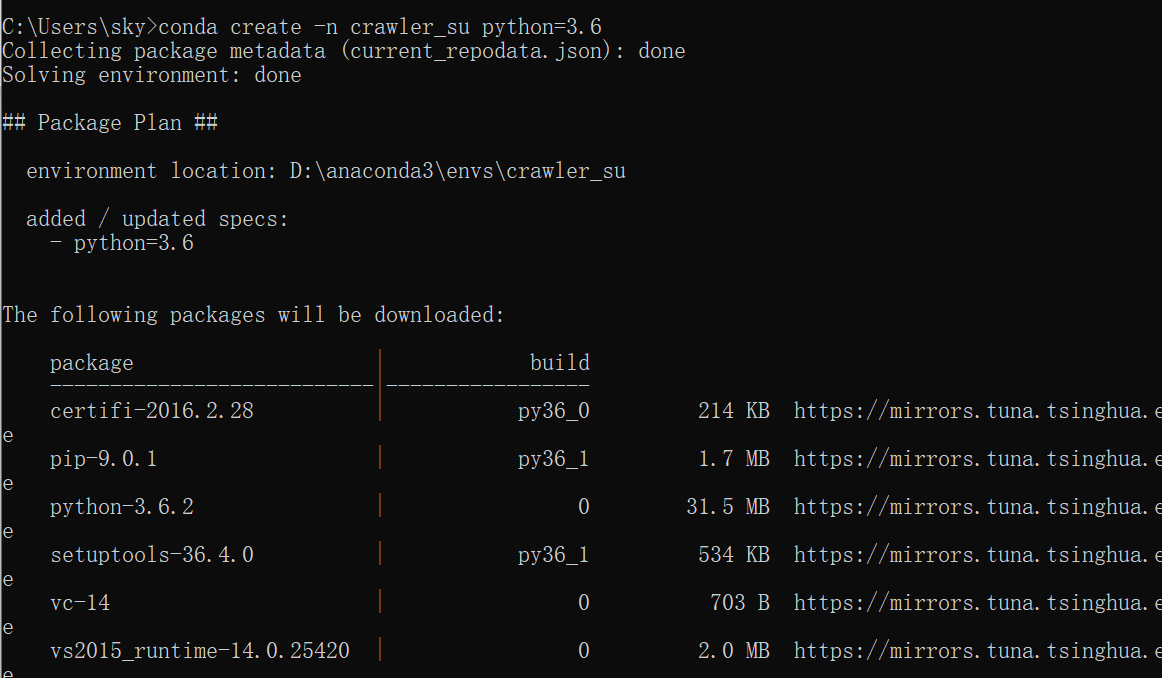 C:\Users\sky>conda create -n crawler_su python=3.6
Collecting package metadata (current_repodata.json): done
Solving environment: done
## Package Plan ##
environment location: D:\anaconda3\envs\crawler_su
added / updated specs:
- python=3.6
The following packages will be downloaded:
package | build
---------------------------|-----------------
certifi-2016.2.28 | py36_0 214 KB https://mirrors.tuna.tsinghua.e
e
pip-9.0.1 | py36_1 1.7 MB https://mirrors.tuna.tsinghua.e
e
python-3.6.2 | 0 31.5 MB https://mirrors.tuna.tsinghua.e
e
setuptools-36.4.0 | py36_1 534 KB https://mirrors.tuna.tsinghua.e
e
vc-14 | 0 703 B https://mirrors.tuna.tsinghua.e
e
vs2015_runtime-14.0.25420 | 0 2.0 MB https://mirrors.tuna.tsinghua.e
e